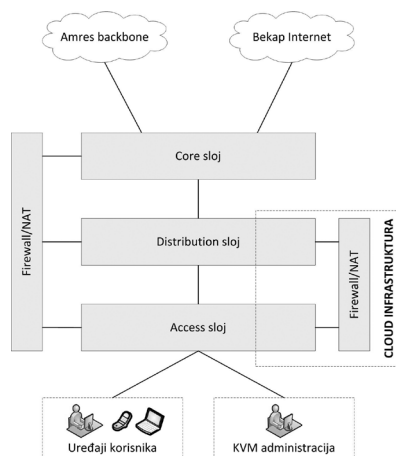 Amres backbone
Bekap Internet
Core sloj
Firewall/NAT
Distribution sloj
Firewall/NAT
CLOUD INFRASTRUKTURA
Access sloj
Uređaji korisnika
KVM administracija